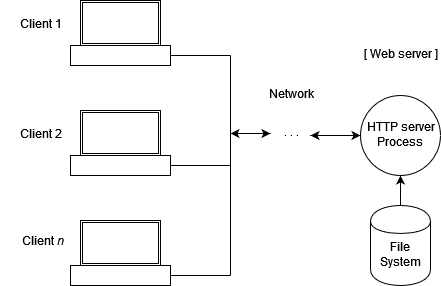 Client 1
[ Web server ]
Network
. . .
HTTP server
Process
Client 2
Client n
File
System